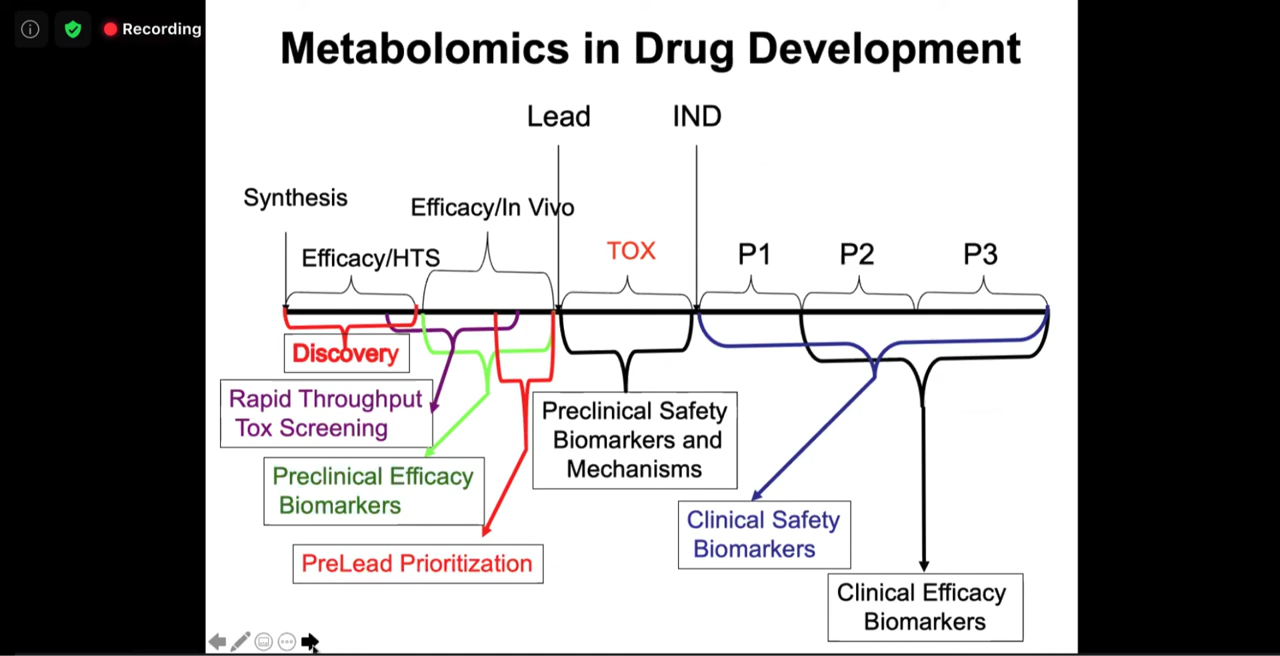 Recording
Metabolomics in Drug Development
Lead
IND
Synthesis
Efficacy/In Vivo
Efficacy/HTS
TOX
P1
P2
P3
Discovery
Rapid Throughput
Tox Screening
Preclinical Efficacy
Biomarkers
PreLead Prioritization
Preclinical Safety
Biomarkers and
Mechanisms
Clinical Safety
Biomarkers
Clinical Efficacy
Biomarkers